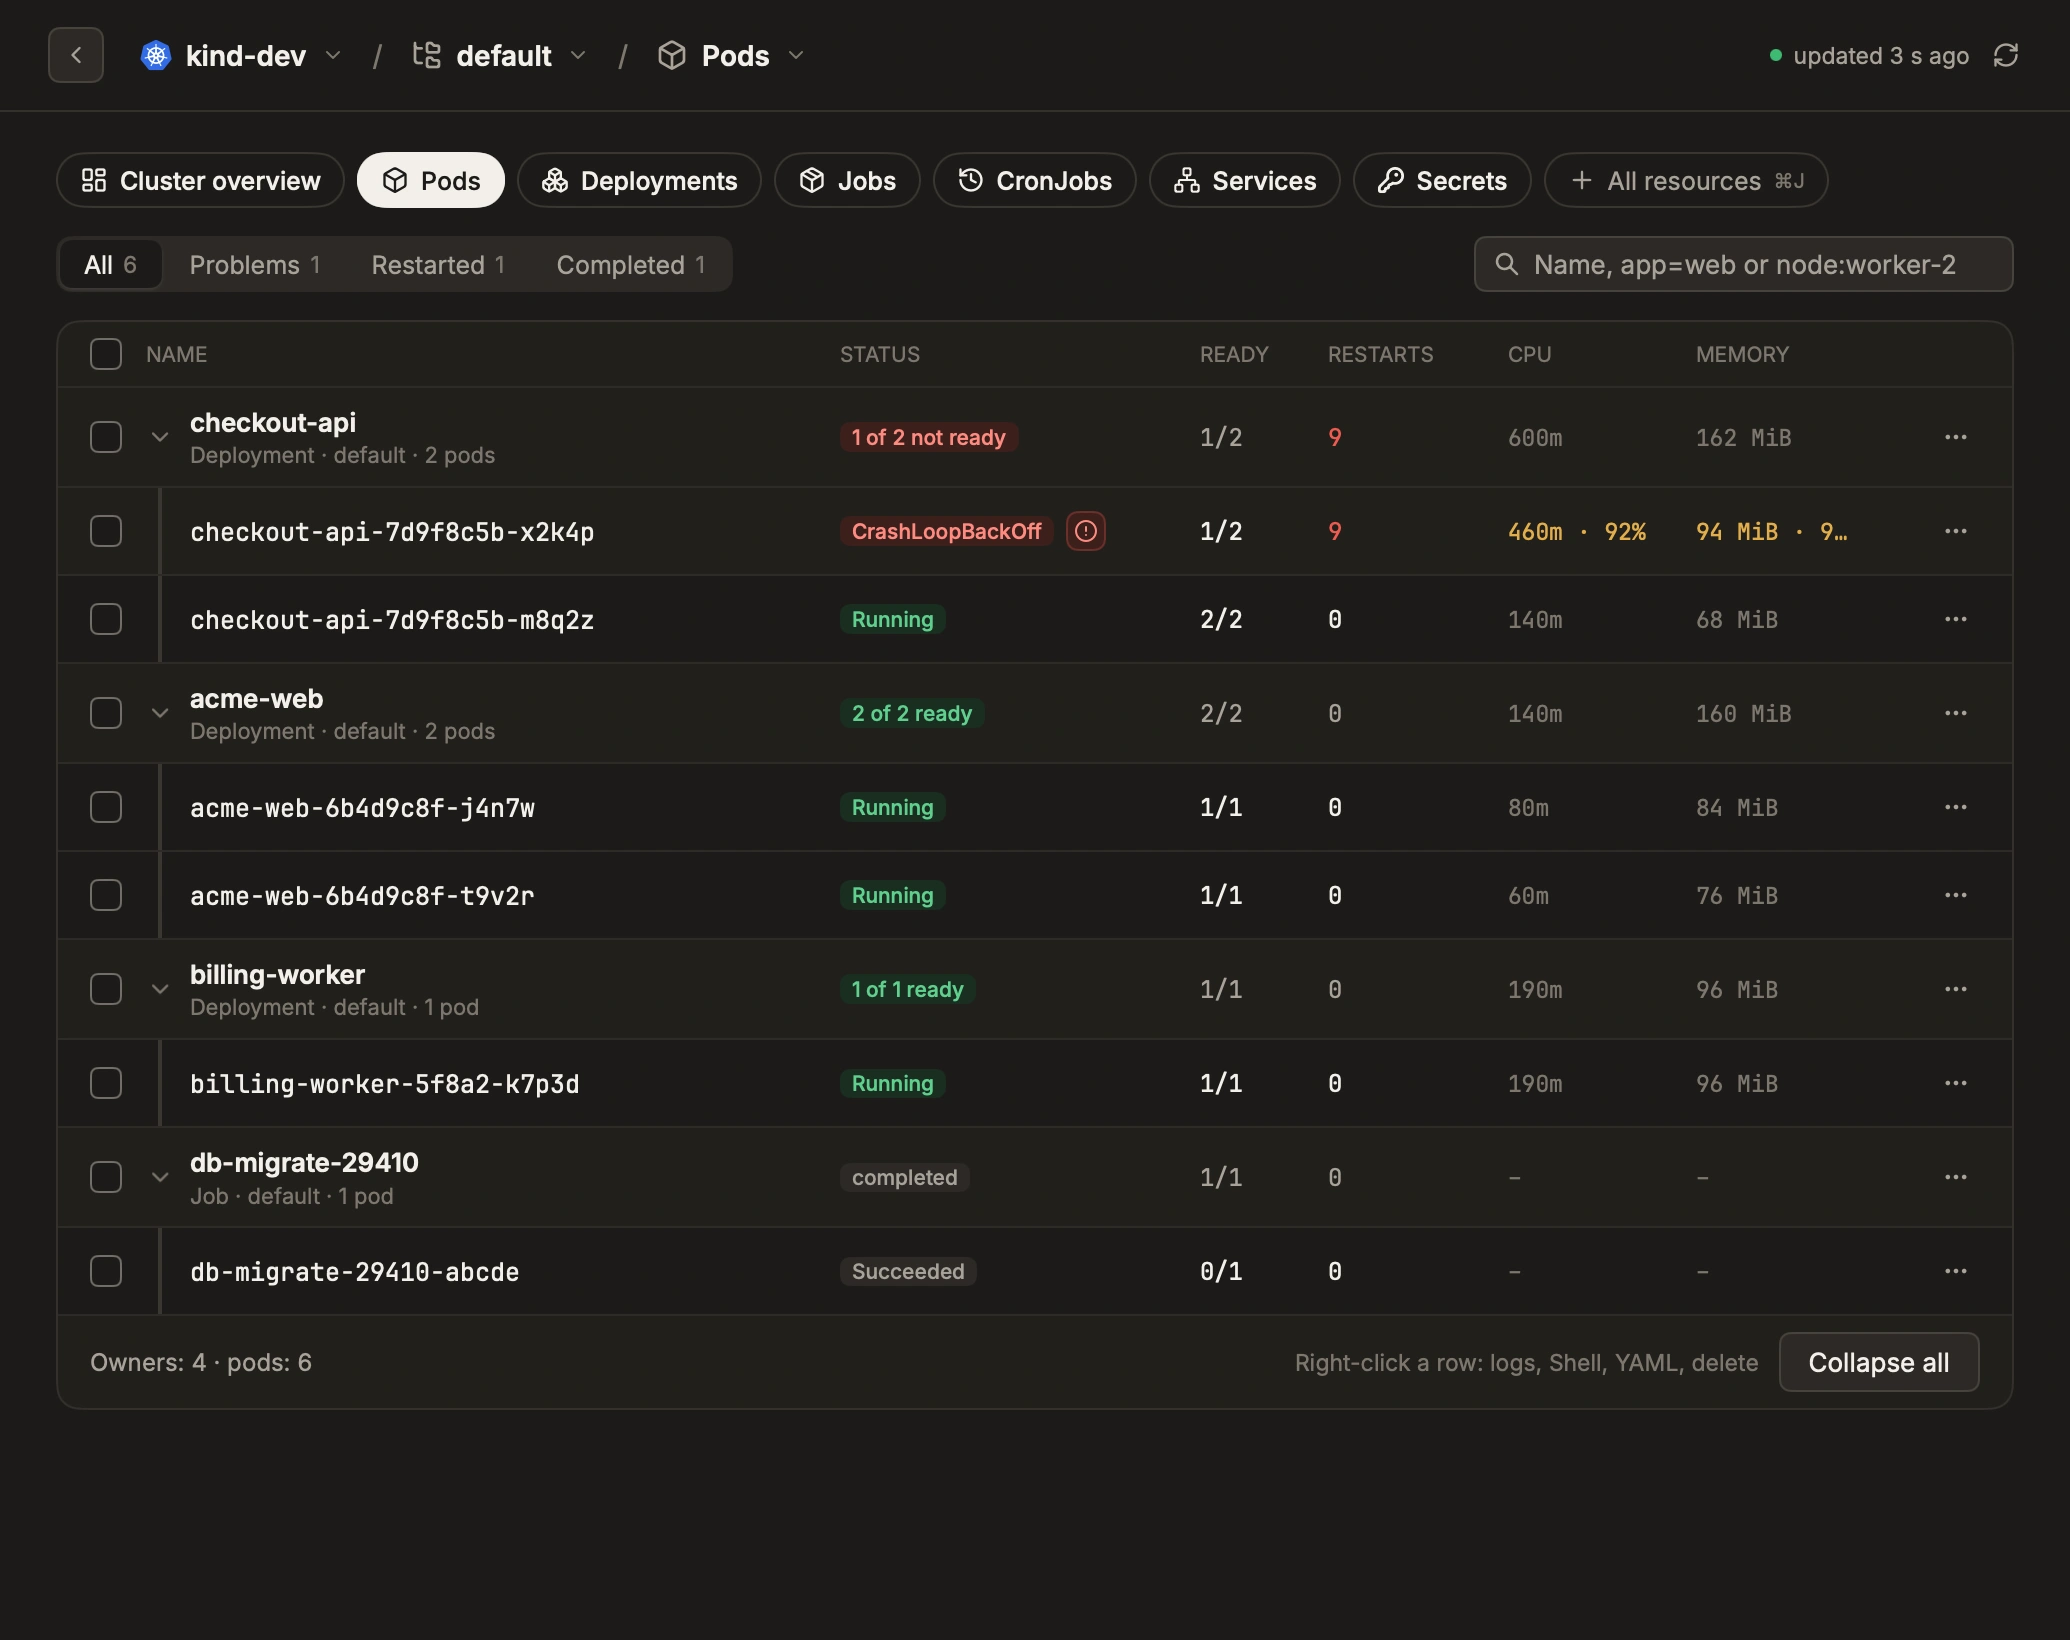 kind-dev / default / Pods updated 3 s ago
Cluster overview Pods Deployments Jobs CronJobs Services Secrets + All resources ⌘J
All 6 Problems 1 Restarted 1 Completed 1 Name, app=web or node:worker-2
NAME STATUS READY RESTARTS CPU MEMORY
checkout-api 1 of 2 not ready 1/2 9 600m 162 MiB
Deployment · default · 2 pods
checkout-api-7d9f8c5b-x2k4p CrashLoopBackOff 1/2 9 460m · 92% 94 MiB · 9…
checkout-api-7d9f8c5b-m8q2z Running 2/2 0 140m 68 MiB
acme-web 2 of 2 ready 2/2 0 140m 160 MiB
Deployment · default · 2 pods
acme-web-6b4d9c8f-j4n7w Running 1/1 0 80m 84 MiB
acme-web-6b4d9c8f-t9v2r Running 1/1 0 60m 76 MiB
billing-worker 1 of 1 ready 1/1 0 190m 96 MiB
Deployment · default · 1 pod
billing-worker-5f8a2-k7p3d Running 1/1 0 190m 96 MiB
db-migrate-29410 completed 1/1 0 – –
Job · default · 1 pod
db-migrate-29410-abcde Succeeded 0/1 0 – –
Owners: 4 · pods: 6 Right-click a row: logs, Shell, YAML, delete Collapse all